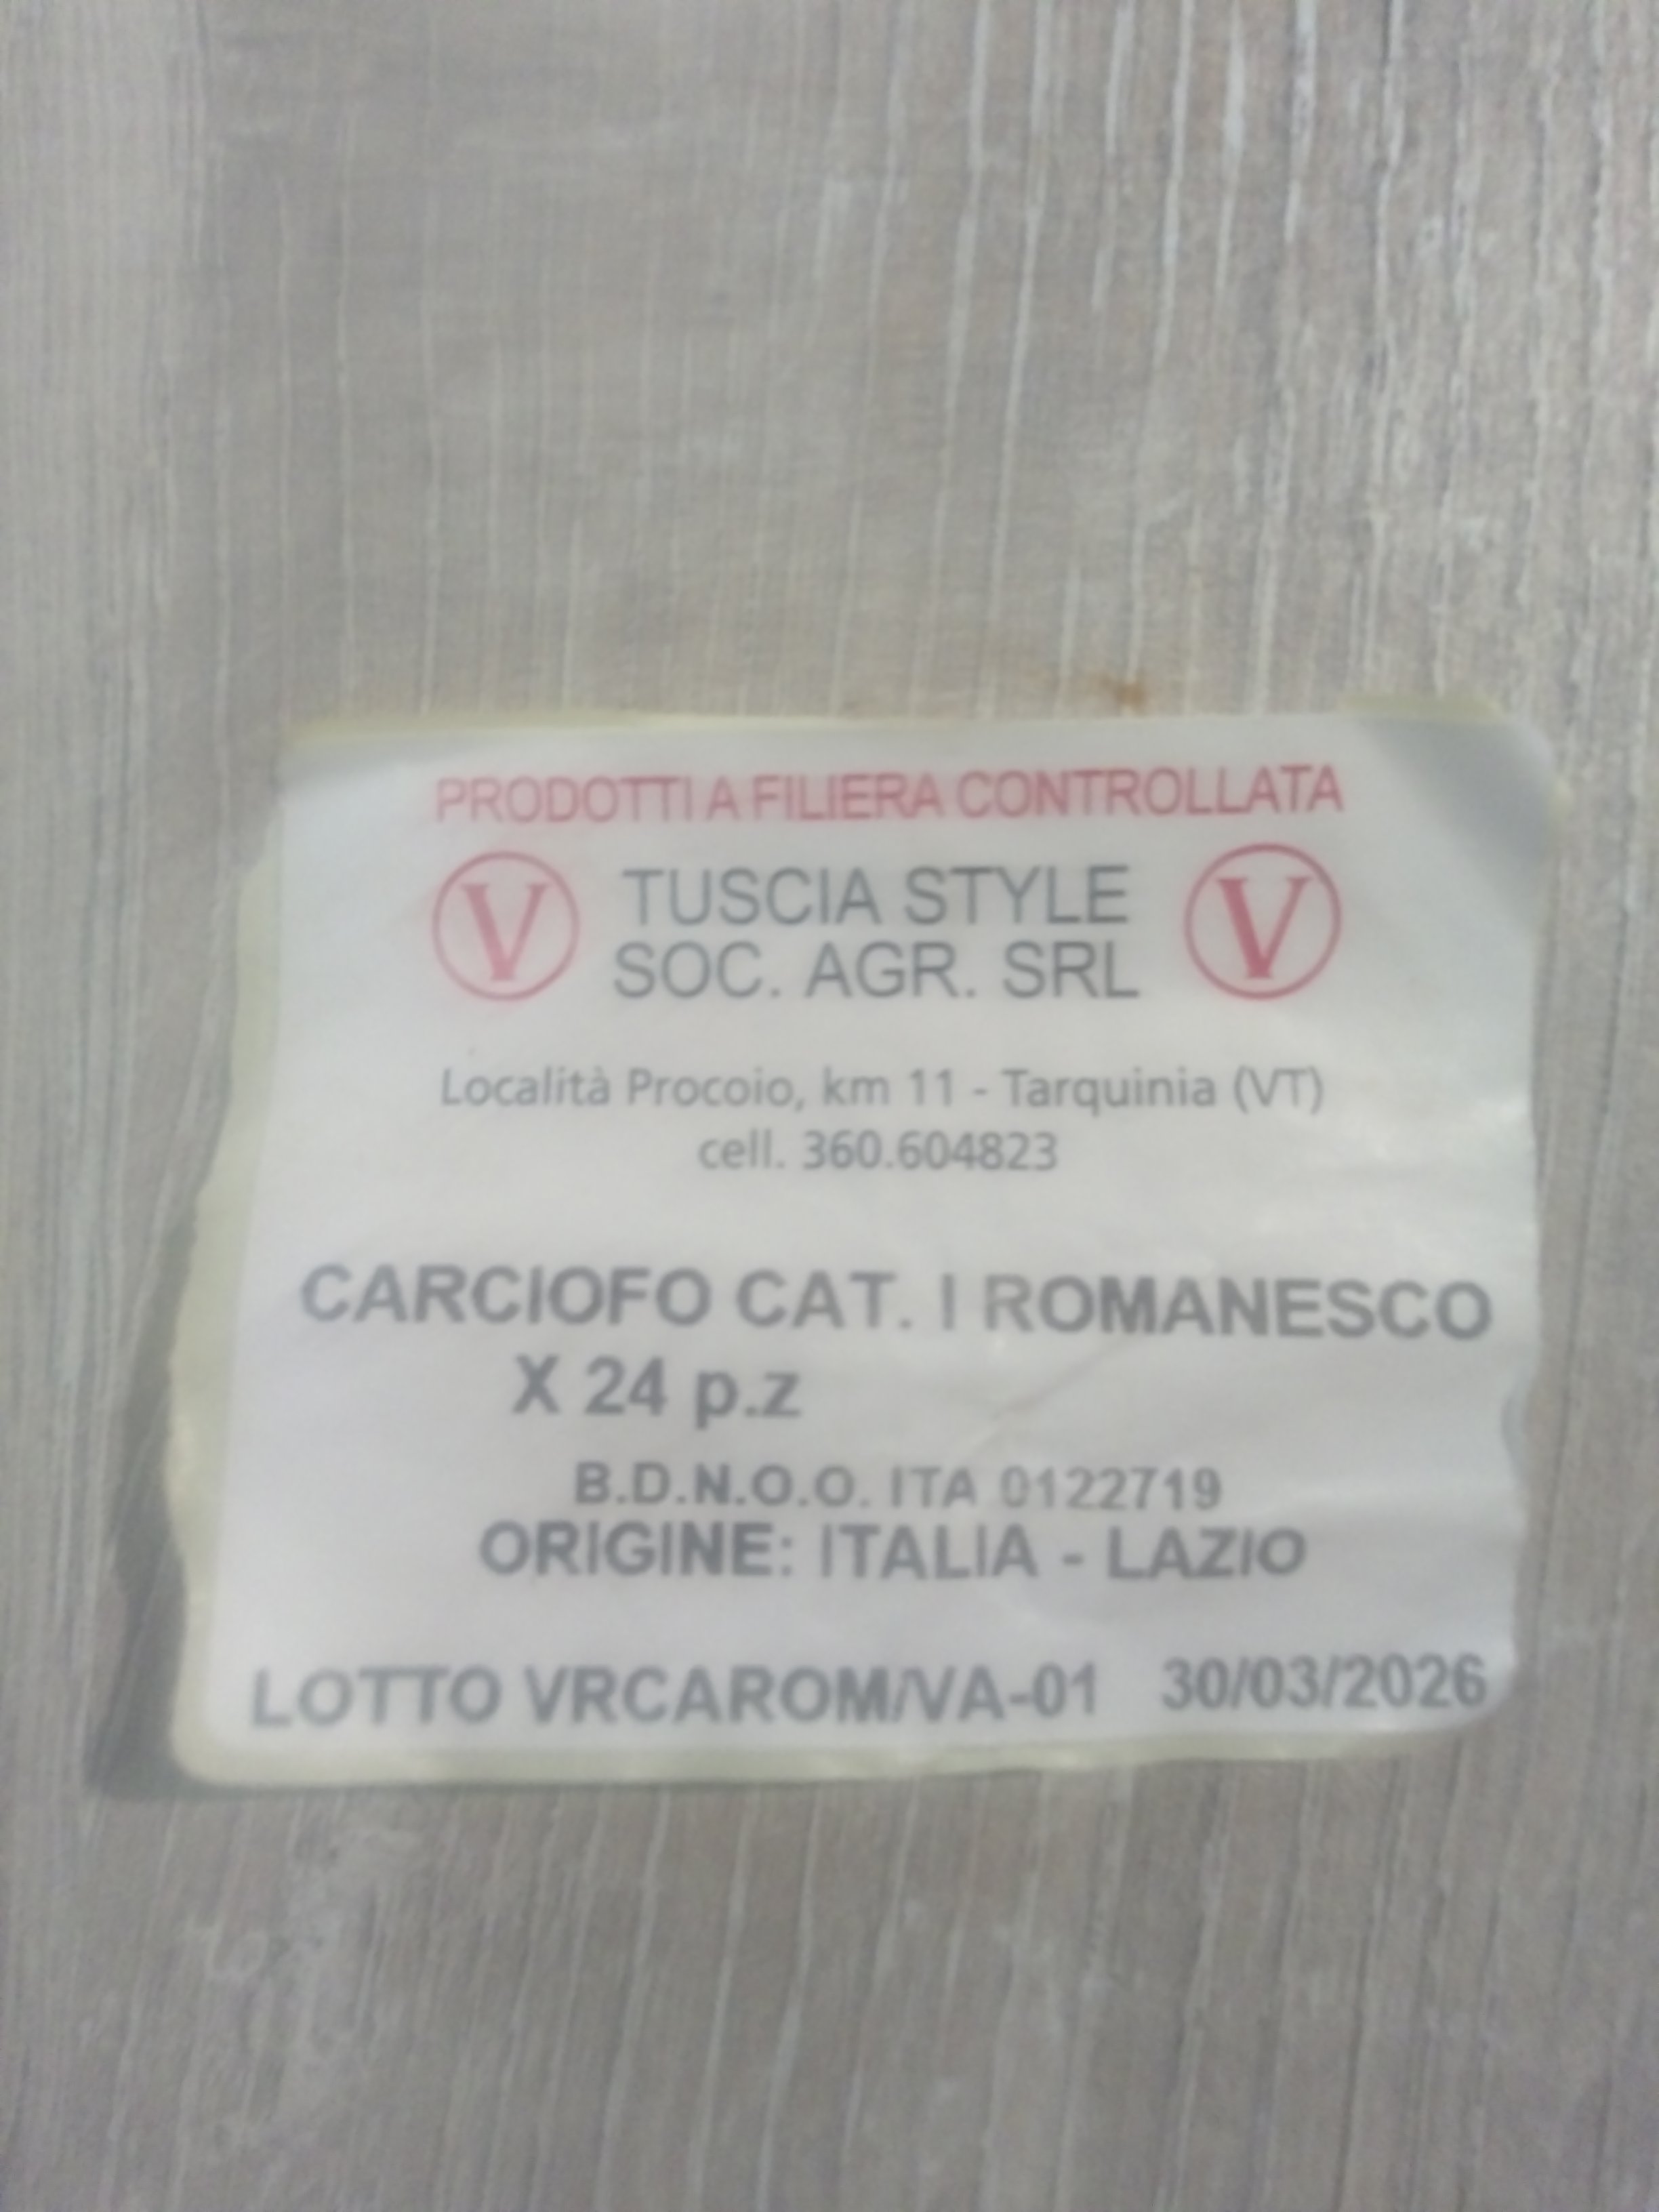 PRODOTTI A FILIERA CONTROLLATA
V TUSCIA STYLE V
SOC. AGR. SRL
Località Procoio, km 11 - Tarquinia (VT)
cell. 360.604823
CARCIOFO CAT. I ROMANESCO
X 24 p.z
B.D.N.O.O. ITA 0122719
ORIGINE: ITALIA - LAZIO
LOTTO VRCAROM/VA-01 30/03/2026